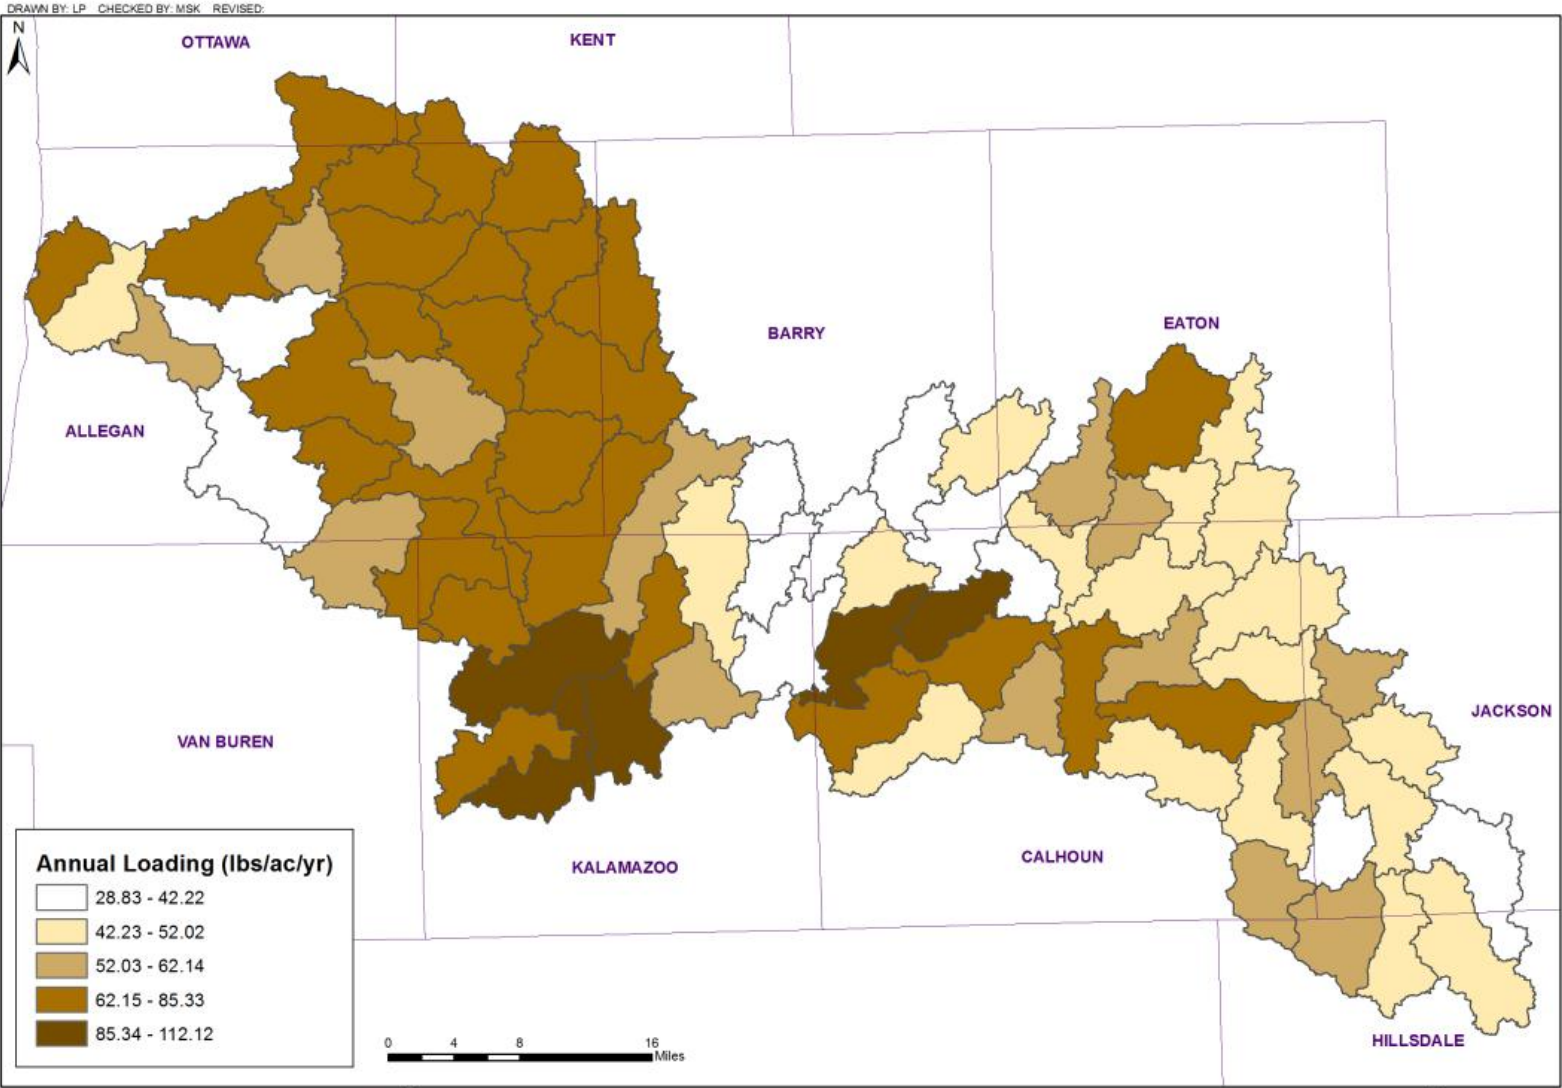 DRAWN BY: LP CHECKED BY: MSK REVISED:
N
OTTAWA
KENT
BARRY
EATON
ALLEGAN
VAN BUREN
JACKSON
KALAMAZOO
CALHOUN
HILLSDALE
Annual Loading (lbs/ac/yr)
28.83 - 42.22
42.23 - 52.02
52.03 - 62.14
62.15 - 85.33
85.34 - 112.12
0 4 8 16
Miles